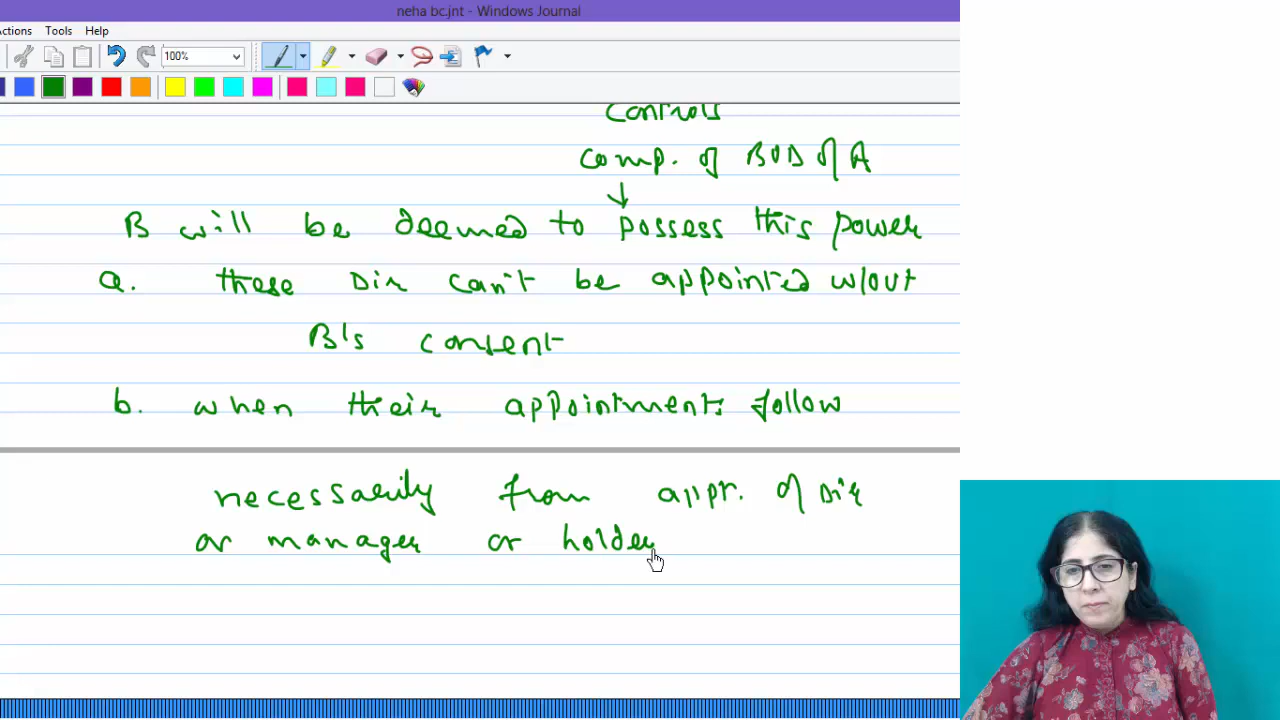 neha bc.jnt - Windows Journal
Actions Tools Help
100%
Controls
comp. of BOD of A
B will be deemed to possess this power
a. these Dir can't be appointed w/out
B's consent
b. when their appointments follow
necessarily from appt. of Dir
or manager or holder